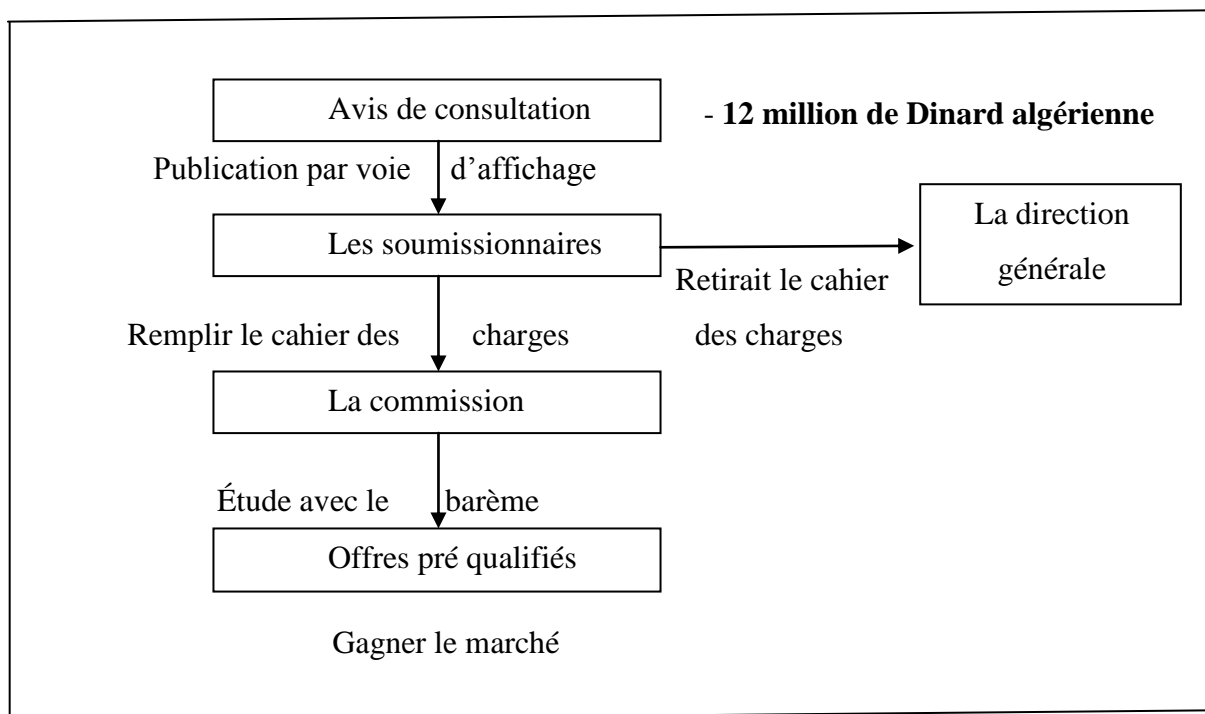 Avis de consultation
- 12 million de Dinard algérienne
Publication par voie d’affichage
La direction
générale
Les soumissionnaires
Retirait le cahier
des charges
Remplir le cahier des charges
La commission
Étude avec le barème
Offres pré qualifiés
Gagner le marché